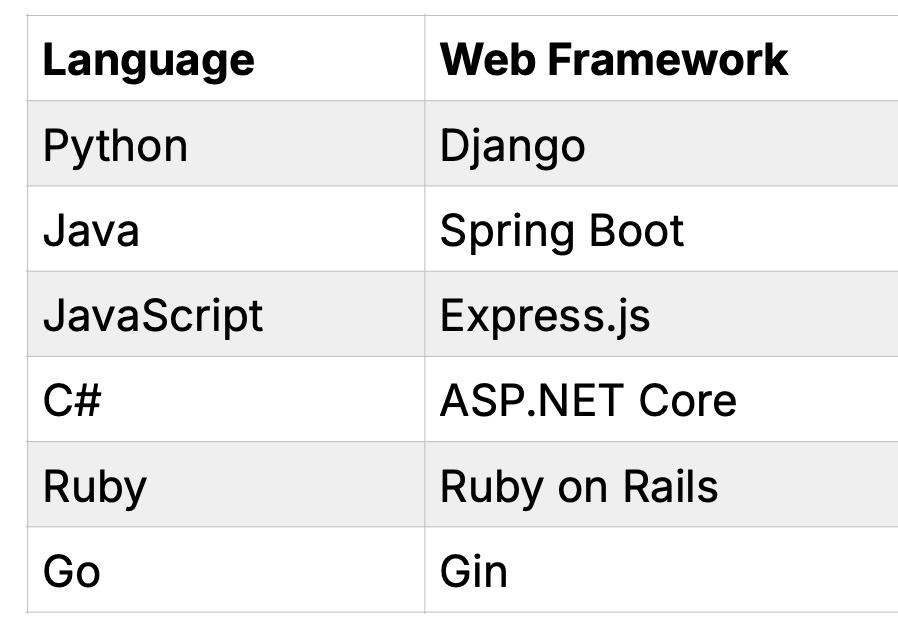 Language Web Framework
Python Django
Java Spring Boot
JavaScript Express.js
C# ASP.NET Core
Ruby Ruby on Rails
Go Gin